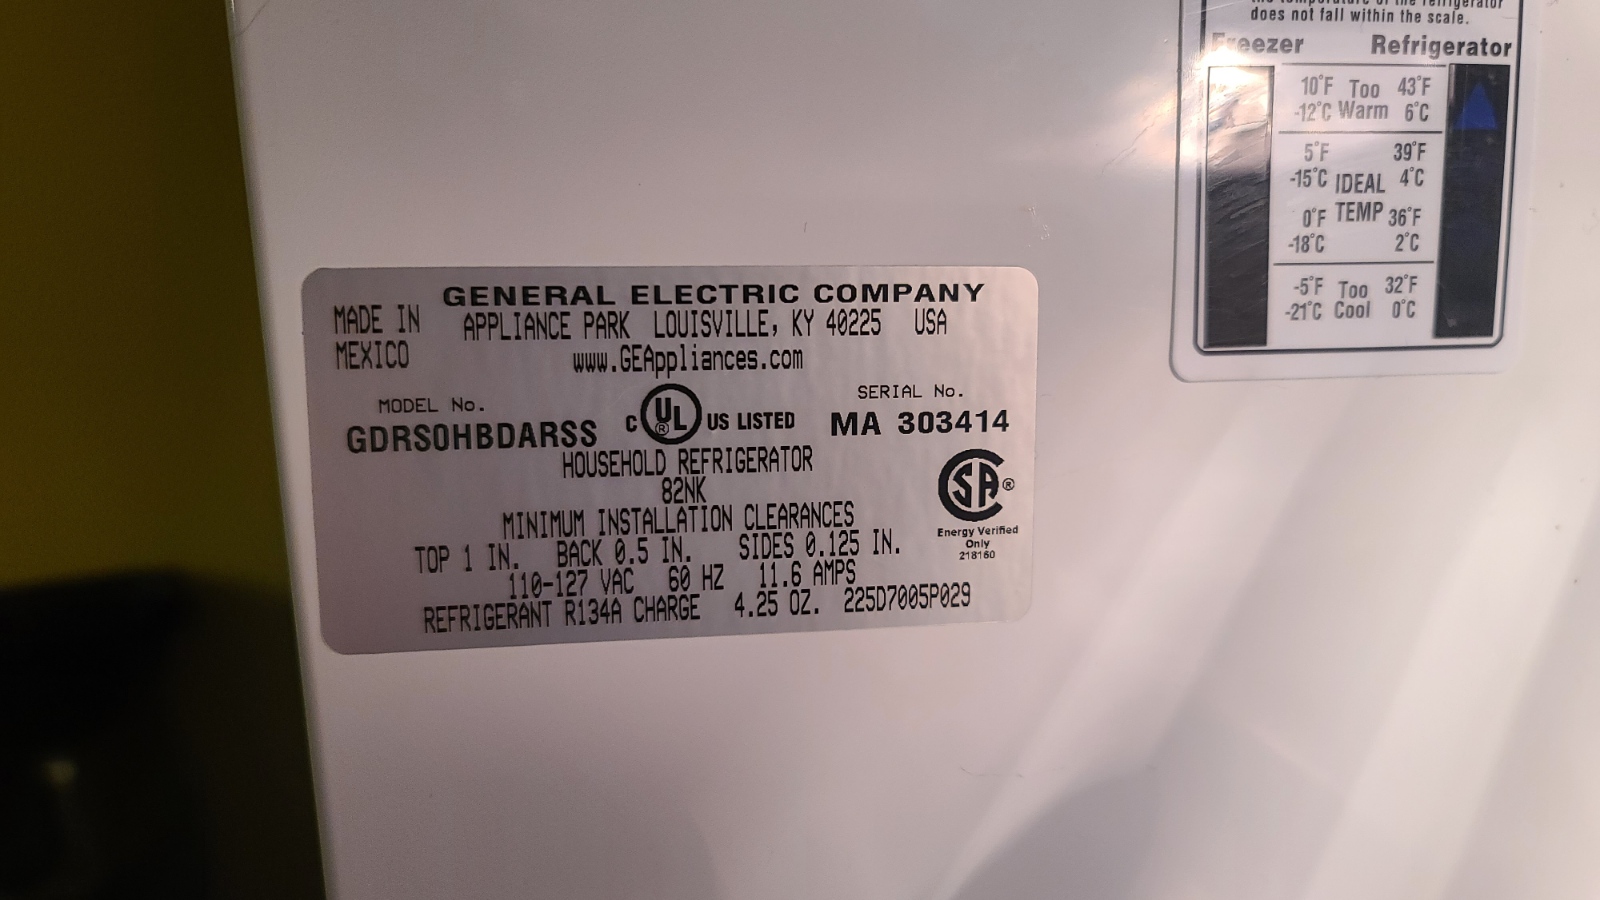 does not fall within the scale.
Freezer Refrigerator
10°F Too 43°F
-12°C Warm 6°C
5°F 39°F
-15°C IDEAL 4°C
0°F TEMP 36°F
-18°C 2°C
-5°F Too 32°F
-21°C Cool 0°C
GENERAL ELECTRIC COMPANY
MADE IN APPLIANCE PARK LOUISVILLE, KY 40225 USA
MEXICO www.GEAppliances.com
MODEL No. SERIAL No.
GDRS0HBDARSS C UL® US LISTED MA 303414
HOUSEHOLD REFRIGERATOR
82NK
SA®
MINIMUM INSTALLATION CLEARANCES
Energy Verified
Only
218160
TOP 1 IN. BACK 0.5 IN. SIDES 0.125 IN.
110-127 VAC 60 HZ 11.6 AMPS
REFRIGERANT R134A CHARGE 4.25 OZ. 225D7005P029